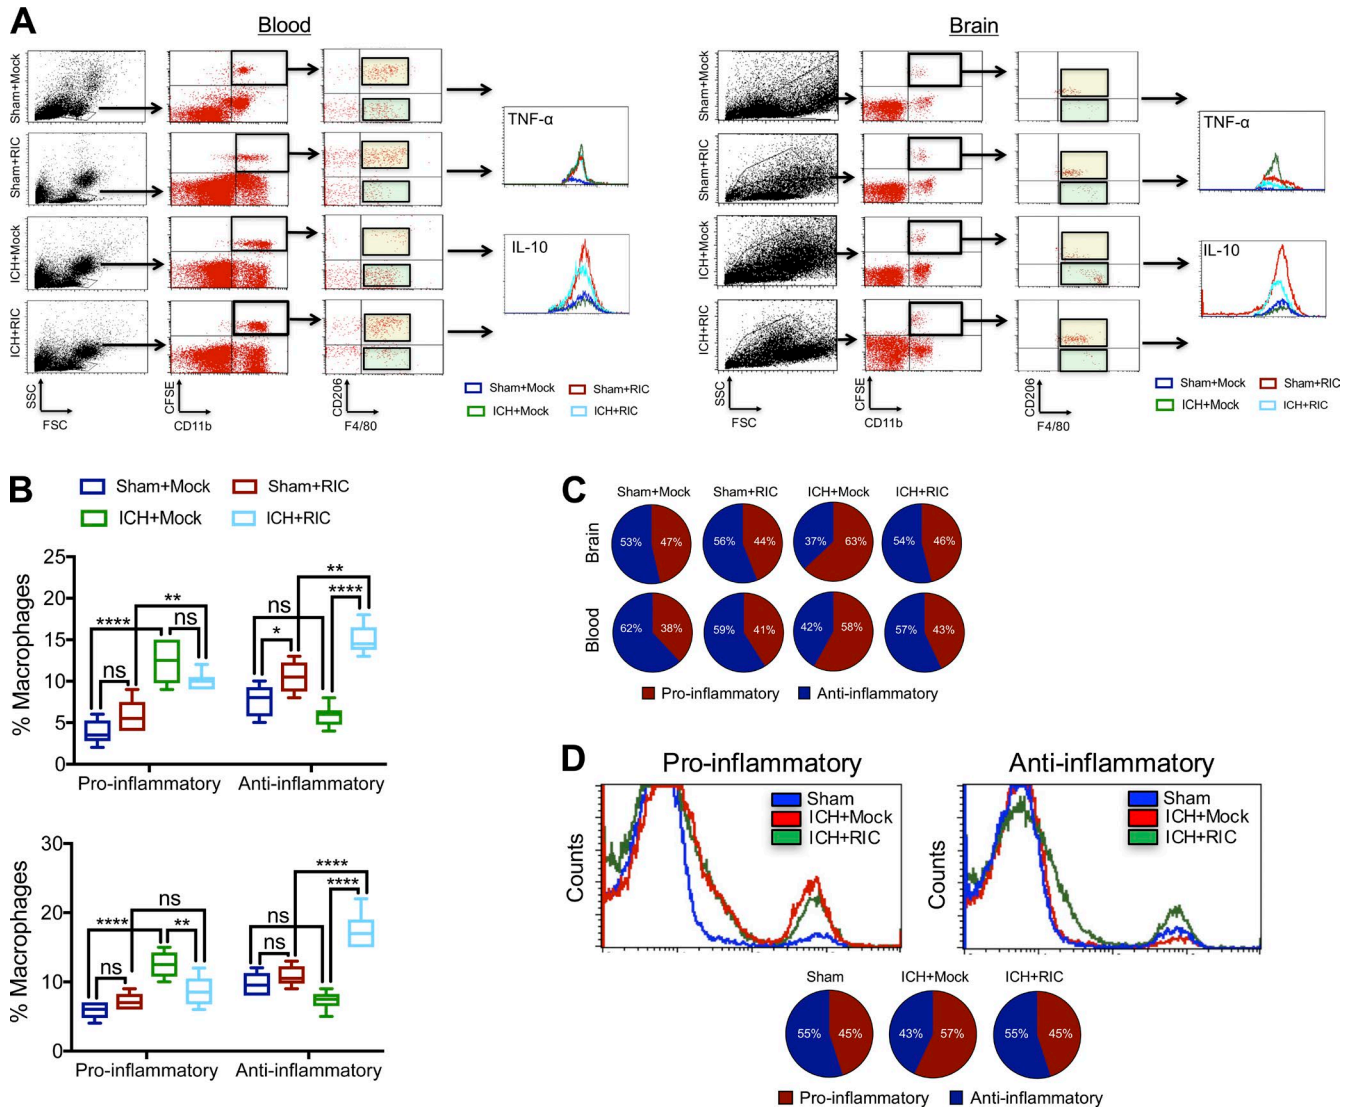 A
Blood
Brain
Sham+Mock
Sham+RIC
ICH+Mock
ICH+RIC
TNF-α
IL-10
SSC
FSC
CFSE
CD11b
CD206
F4/80
Sham+Mock
Sham+RIC
ICH+Mock
ICH+RIC
Sham+Mock
Sham+RIC
ICH+Mock
ICH+RIC
TNF-α
IL-10
SSC
FSC
CFSE
CD11b
CD206
F4/80
Sham+Mock
Sham+RIC
ICH+Mock
ICH+RIC
B
Sham+Mock
Sham+RIC
ICH+Mock
ICH+RIC
% Macrophages
25
20
15
10
5
0
****
ns
**
ns
ns
*
**
****
Pro-inflammatory
Anti-inflammatory
% Macrophages
30
20
10
0
****
ns
ns
**
ns
ns
****
****
Pro-inflammatory
Anti-inflammatory
C
Sham+Mock
Sham+RIC
ICH+Mock
ICH+RIC
Brain
53% 47%
56% 44%
37% 63%
54% 46%
Blood
62% 38%
59% 41%
42% 58%
57% 43%
Pro-inflammatory
Anti-inflammatory
D
Pro-inflammatory
Counts
Sham
ICH+Mock
ICH+RIC
Anti-inflammatory
Counts
Sham
ICH+Mock
ICH+RIC
Sham
ICH+Mock
ICH+RIC
55% 45%
43% 57%
55% 45%
Pro-inflammatory
Anti-inflammatory